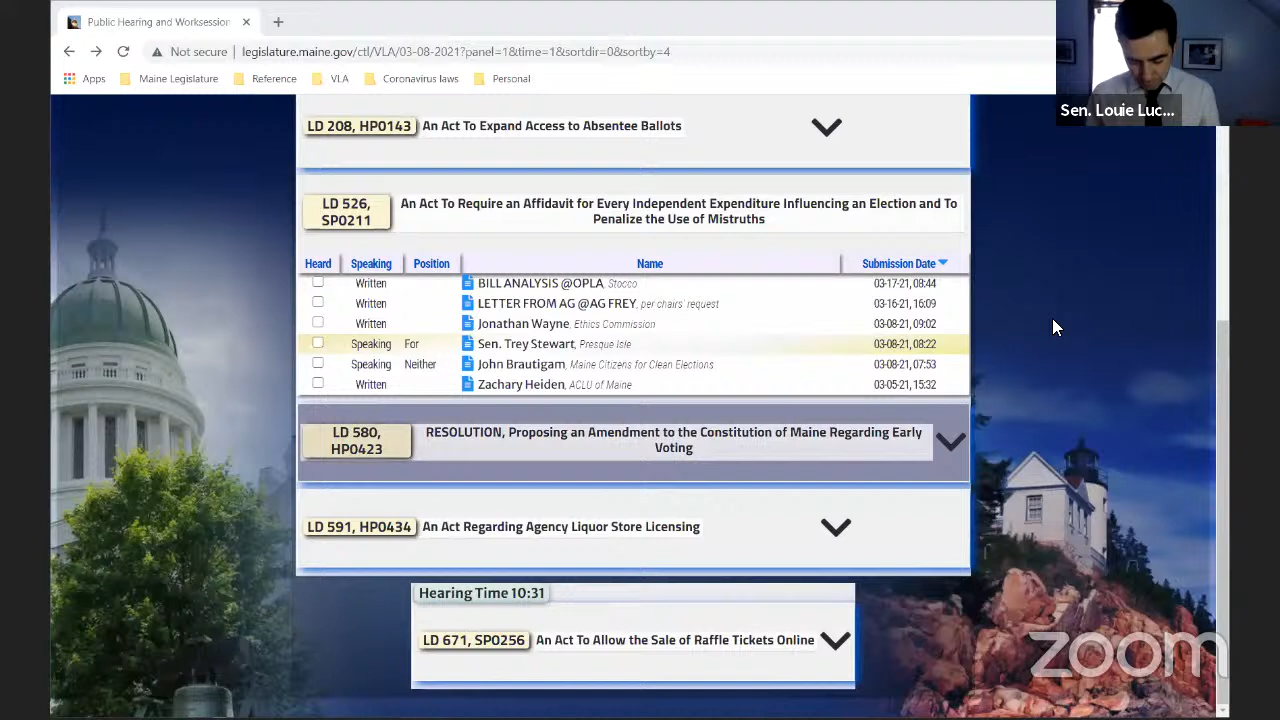 Public Hearing and Worksession
Not secure | legislature.maine.gov/ctl/VLA/03-08-2021?panel=1&time=1&sortdir=0&sortby=4
Apps Maine Legislature Reference VLA Coronavirus laws Personal
Sen. Louie Luc...
LD 208, HP0143 An Act To Expand Access to Absentee Ballots
LD 526,
SP0211
An Act To Require an Affidavit for Every Independent Expenditure Influencing an Election and To
Penalize the Use of Mistruths
Heard Speaking Position Name Submission Date
Written BILL ANALYSIS @OPLA, Stocco 03-17-21, 08:44
Written LETTER FROM AG @AG FREY, per chairs' request 03-16-21, 16:09
Written Jonathan Wayne, Ethics Commission 03-08-21, 09:02
Speaking For Sen. Trey Stewart, Presque Isle 03-08-21, 08:22
Speaking Neither John Brautigam, Maine Citizens for Clean Elections 03-08-21, 07:53
Written Zachary Heiden, ACLU of Maine 03-05-21, 15:32
LD 580,
HP0423
RESOLUTION, Proposing an Amendment to the Constitution of Maine Regarding Early
Voting
LD 591, HP0434 An Act Regarding Agency Liquor Store Licensing
Hearing Time 10:31
LD 671, SP0256 An Act To Allow the Sale of Raffle Tickets Online
zoom